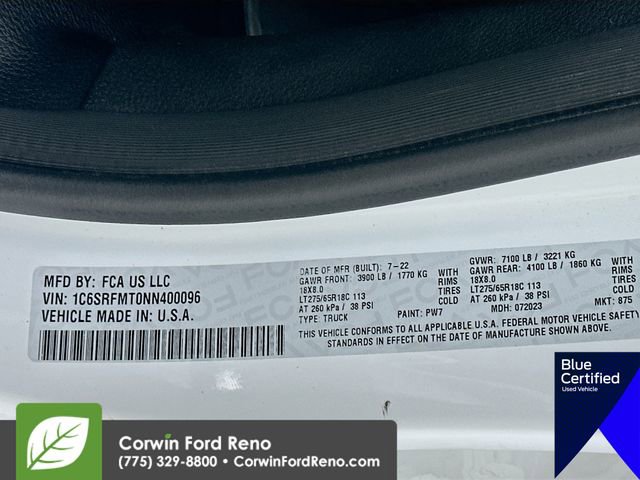 MFD BY: FCA US LLC
VIN: 1C6SRFMT0NN400096
VEHICLE MADE IN: U.S.A.
DATE OF MFR (BUILT): 7-22
GAWR FRONT: 3900 LB / 1770 KG WITH
18X8.0 RIMS
LT275/65R18C 113 TIRES
AT 260 kPa / 38 PSI COLD
TYPE: TRUCK PAINT: PW7
GVWR: 7100 LB / 3221 KG
GAWR REAR: 4100 LB / 1860 KG WITH
18X8.0 RIMS
LT275/65R18C 113 TIRES
AT 260 kPa / 38 PSI COLD
MDH: 072023 MKT: 875
THIS VEHICLE CONFORMS TO ALL APPLICABLE U.S.A. FEDERAL MOTOR VEHICLE SAFETY
STANDARDS IN EFFECT ON THE DATE OF MANUFACTURE SHOWN ABOVE.
Blue
Certified
Used Vehicle
Corwin Ford Reno
(775) 329-8800 • CorwinFordReno.com